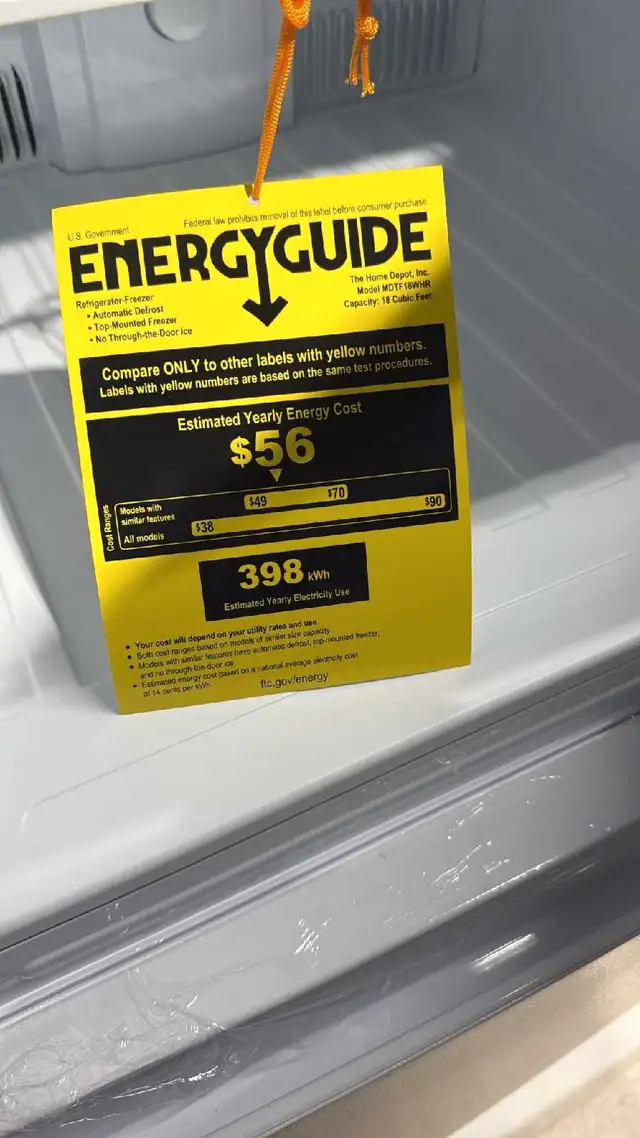 U.S. Government
Federal law prohibits removal of this label before consumer purchase.
ENERGYGUIDE
Refrigerator-Freezer
• Automatic Defrost
• Top-Mounted Freezer
• No Through-the-Door Ice
The Home Depot, Inc.
Model MDTF18WHR
Capacity: 18 Cubic Feet
Compare ONLY to other labels with yellow numbers.
Labels with yellow numbers are based on the same test procedures.
Estimated Yearly Energy Cost
$56
Cost Ranges
Models with
similar features
$49
$70
All models
$38
$90
398 kWh
Estimated Yearly Electricity Use
• Your cost will depend on your utility rates and use.
• Both cost ranges based on models of similar size capacity.
• Models with similar features have automatic defrost, top-mounted freezer,
and no through-the-door ice.
• Estimated energy cost based on a national average electricity cost
of 14 cents per kWh.
ftc.gov/energy